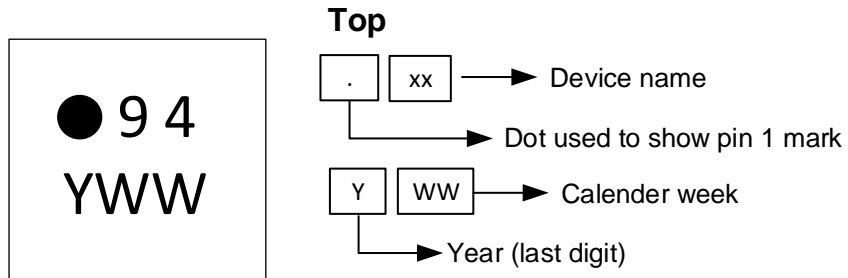 Top
. xx Device name
● 9 4
Dot used to show pin 1 mark
YWW
Y WW Calender week
Year (last digit)